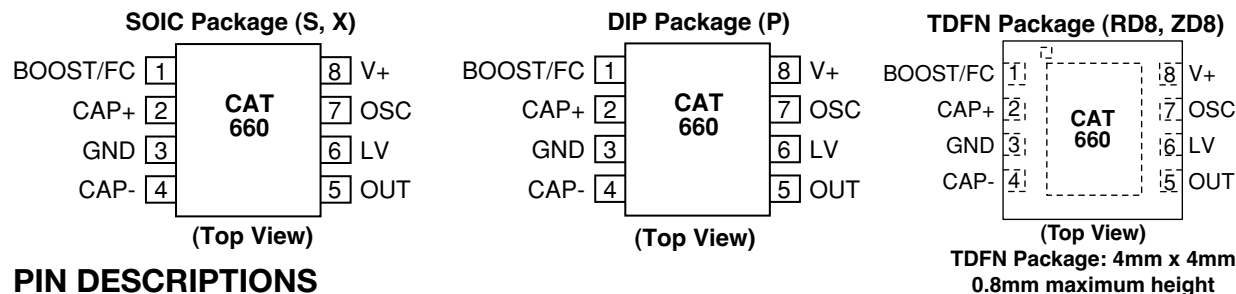 SOIC Package (S, X)
BOOST/FC 1 8 V+
CAP+ 2 CAT 7 OSC
660
GND 3 6 LV
CAP- 4 5 OUT
(Top View)
DIP Package (P)
BOOST/FC 1 8 V+
CAP+ 2 CAT 7 OSC
660
GND 3 6 LV
CAP- 4 5 OUT
(Top View)
TDFN Package (RD8, ZD8)
BOOST/FC 1 8 V+
CAP+ 2 CAT 7 OSC
GND 3 660 6 LV
CAP- 4 5 OUT
(Top View)
TDFN Package: 4mm x 4mm
0.8mm maximum height
PIN DESCRIPTIONS